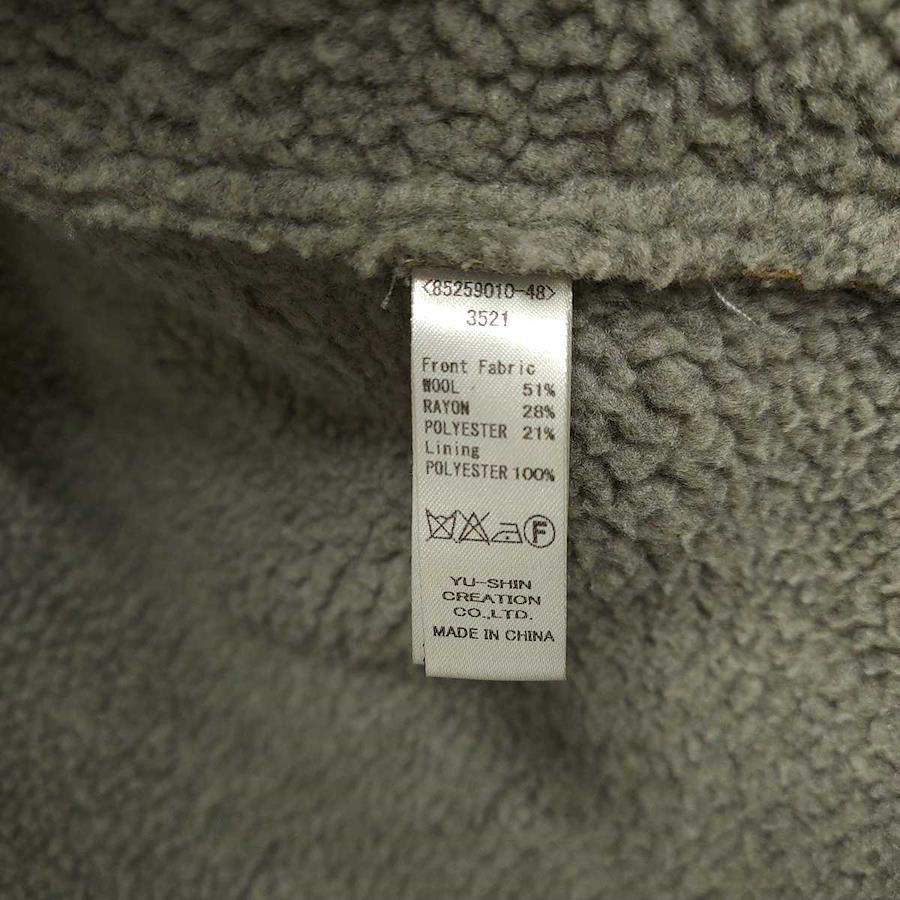 <85259010-48>
3521
Front Fabric
WOOL 51%
RAYON 28%
POLYESTER 21%
Lining
POLYESTER 100%
F
YU-SHIN
CREATION
CO.,LTD.
MADE IN CHINA